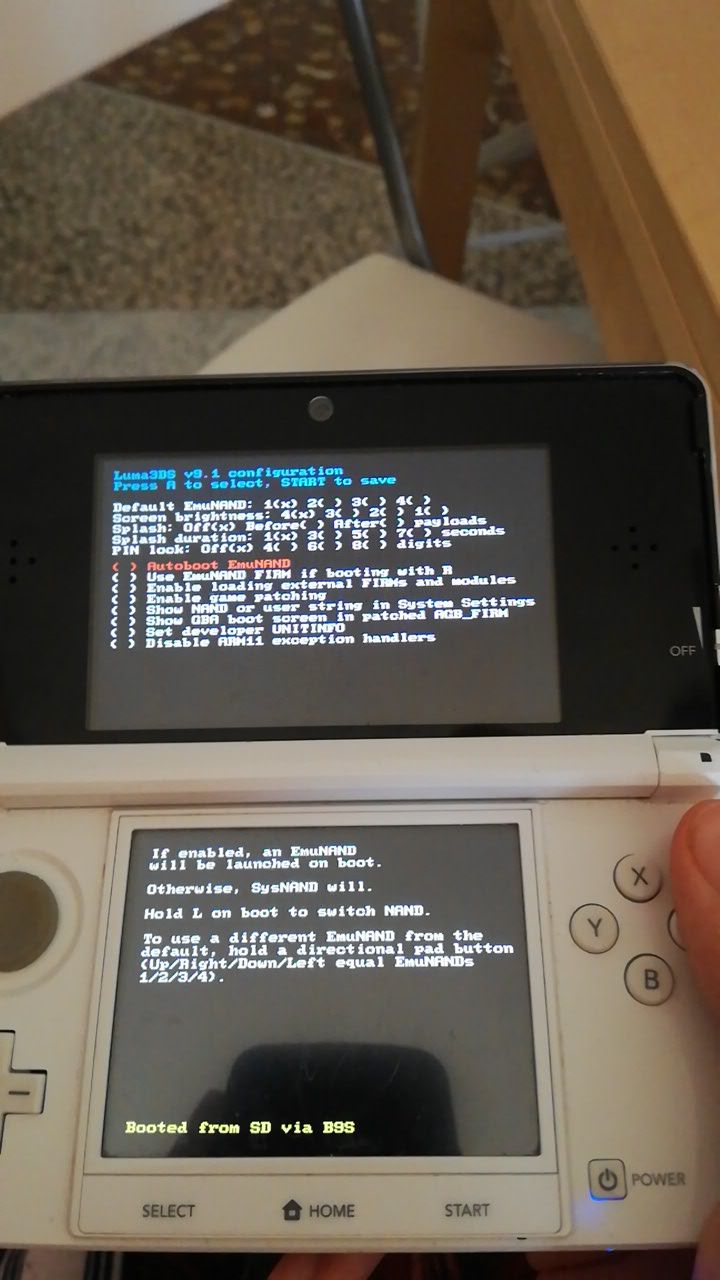 Luma3DS v9.1 configuration
Press A to select, START to save
Default EmuNAND: 1(x) 2( ) 3( ) 4( )
Screen brightness: 4(x) 3( ) 2( ) 1( )
Splash: Off(x) Before( ) After( ) payloads
Splash duration: 1(x) 3( ) 5( ) 7( ) seconds
PIN lock: Off(x) 4( ) 6( ) 8( ) digits
( ) Autoboot EmuNAND
( ) Use EmuNAND FIRM if booting with R
( ) Enable loading external FIRMs and modules
( ) Enable game patching
( ) Show NAND or user string in System Settings
( ) Show GBA boot screen in patched AGB_FIRM
( ) Set developer UNITINFO
( ) Disable ARM11 exception handlers
OFF
If enabled, an EmuNAND
will be launched on boot.
Otherwise, SysNAND will.
Hold L on boot to switch NAND.
To use a different EmuNAND from the
default, hold a directional pad button
(Up/Right/Down/Left equal EmuNANDs
1/2/3/4).
Booted from SD via B9S
X
Y
B
SELECT HOME START
POWER